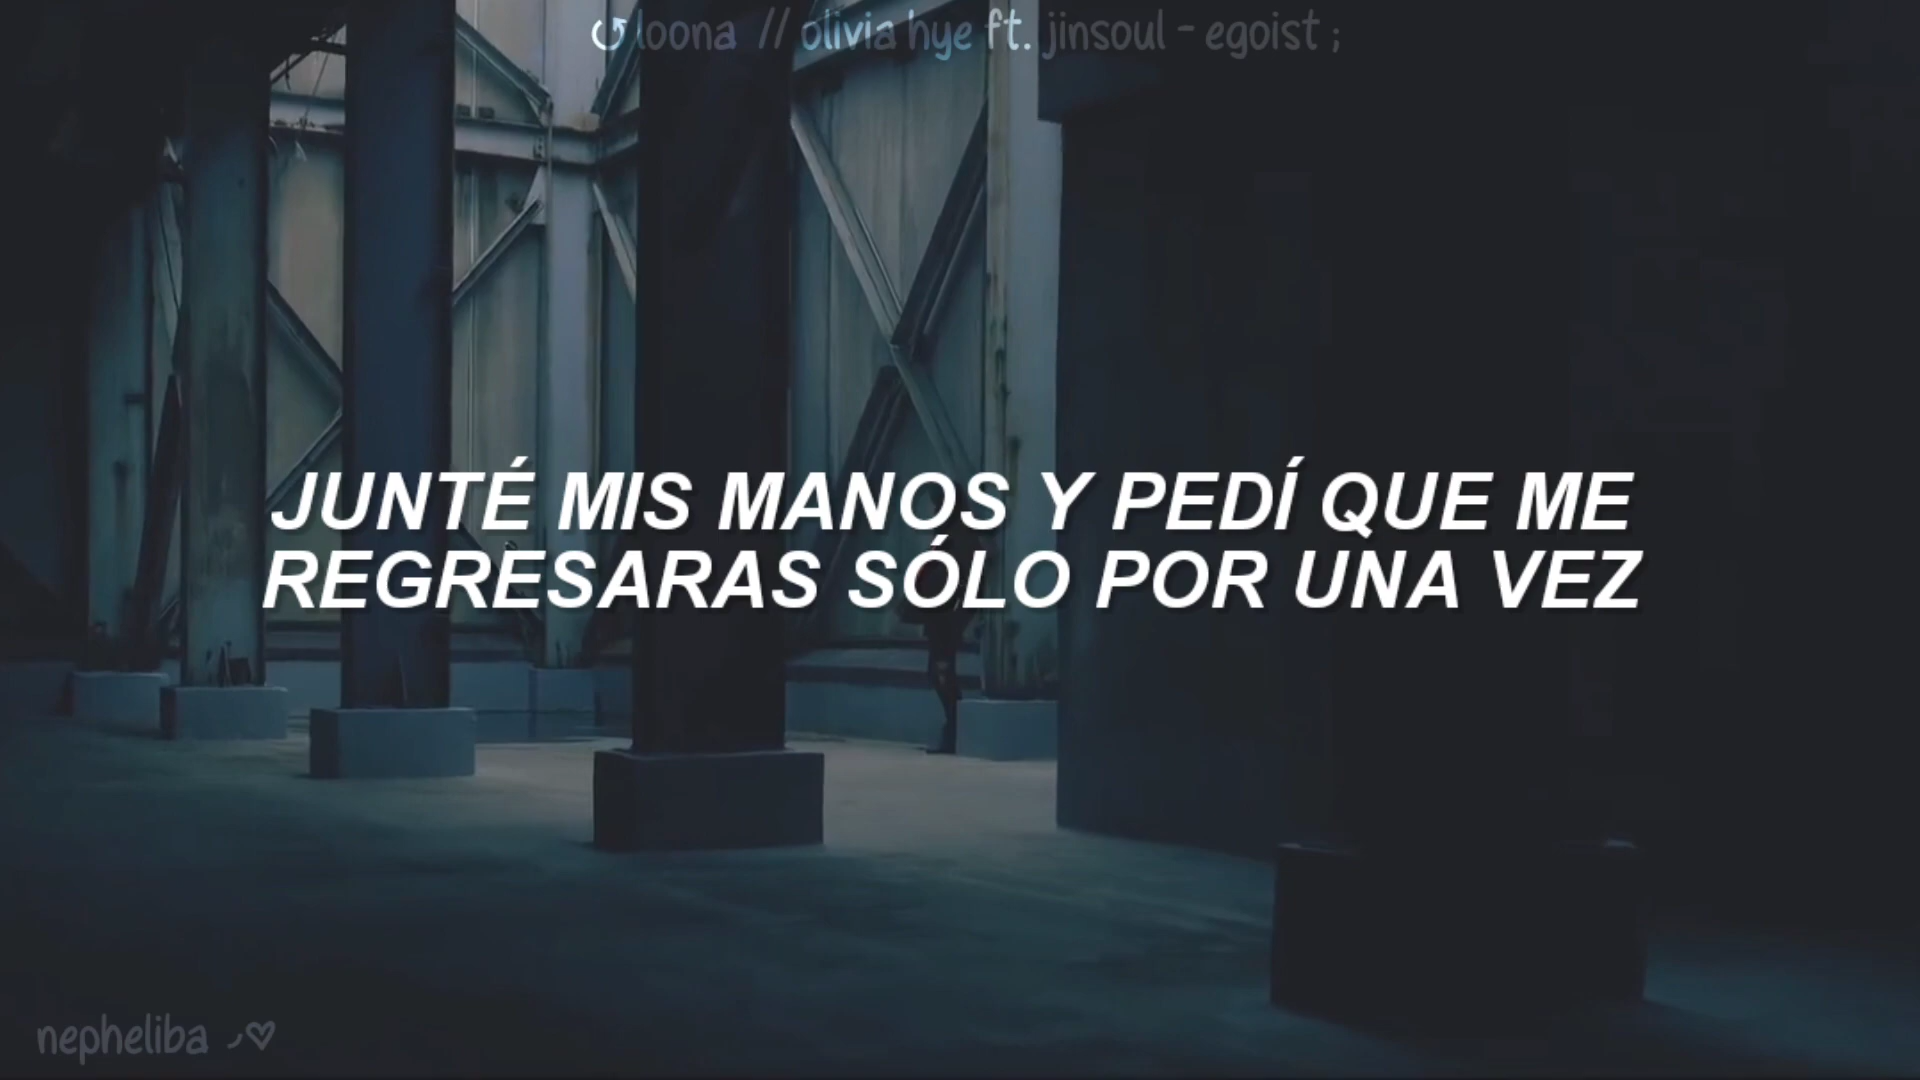 ↺ loona // olivia hye ft. jinsoul - egoist ;
JUNTÉ MIS MANOS Y PEDÍ QUE ME
REGRESARAS SÓLO POR UNA VEZ
nepheliba ♡